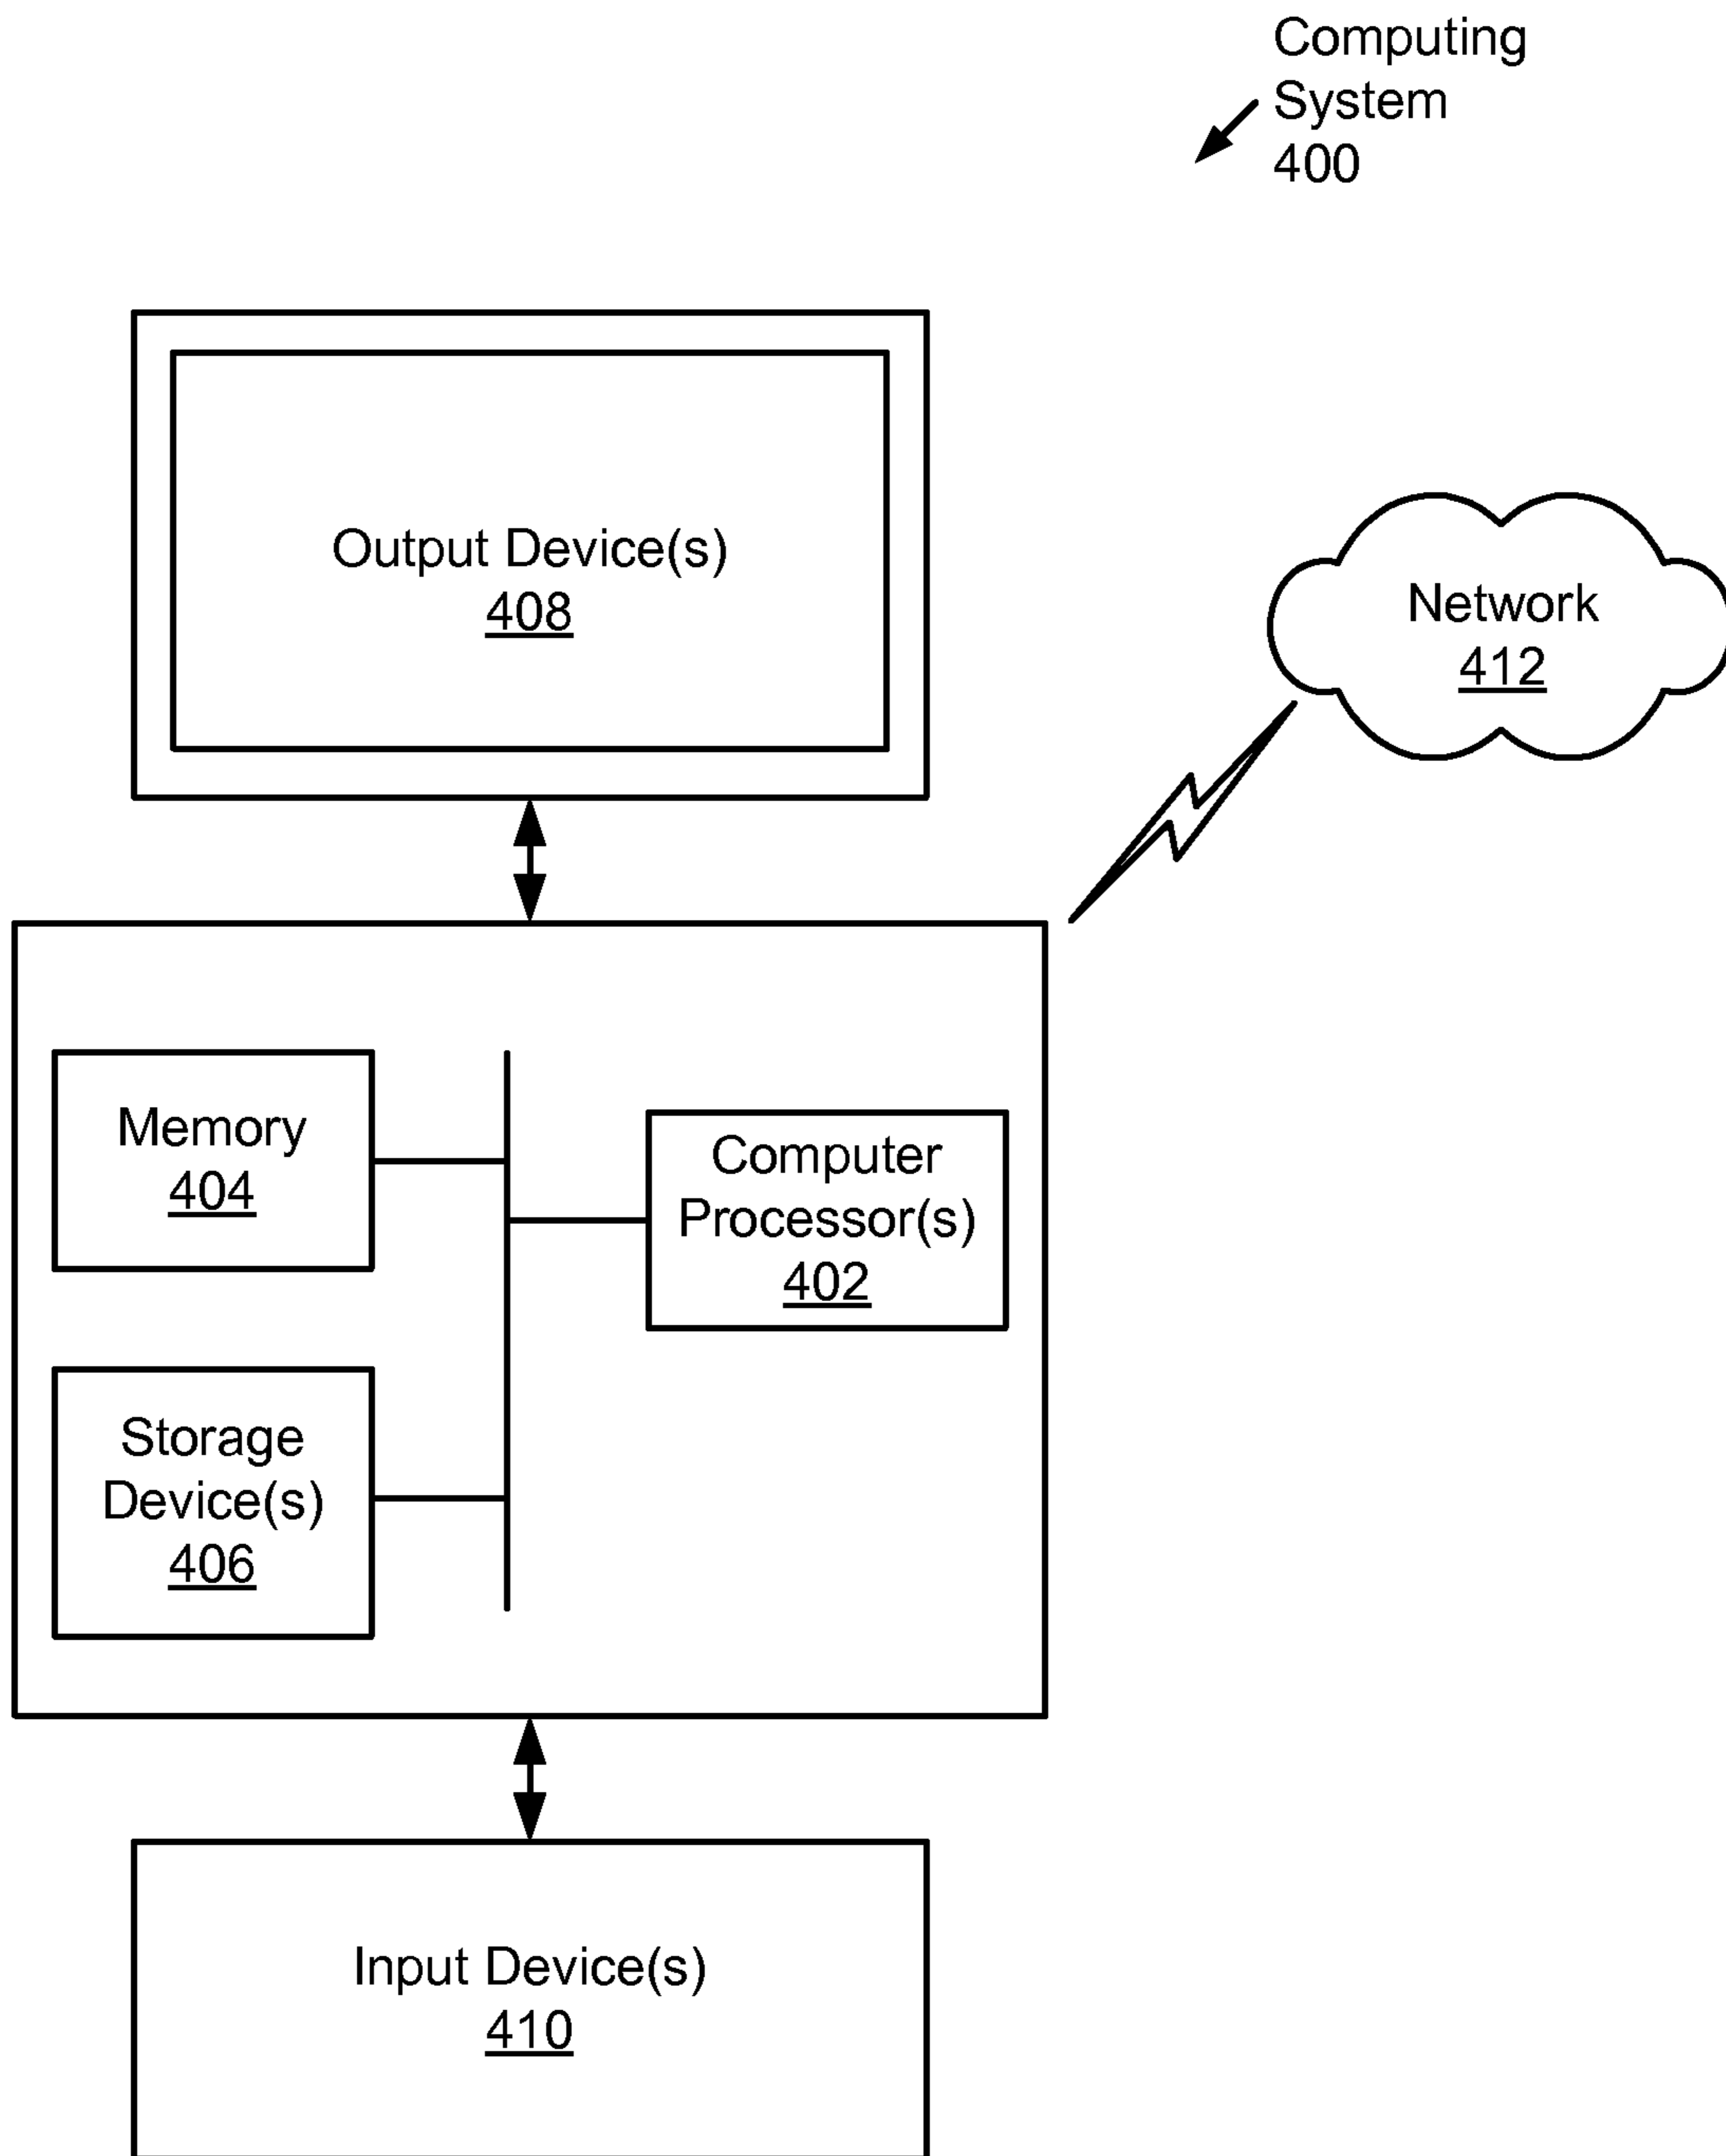 Computing
System
400
Output Device(s)
408
Network
412
Memory
404
Computer
Processor(s)
402
Storage
Device(s)
406
Input Device(s)
410